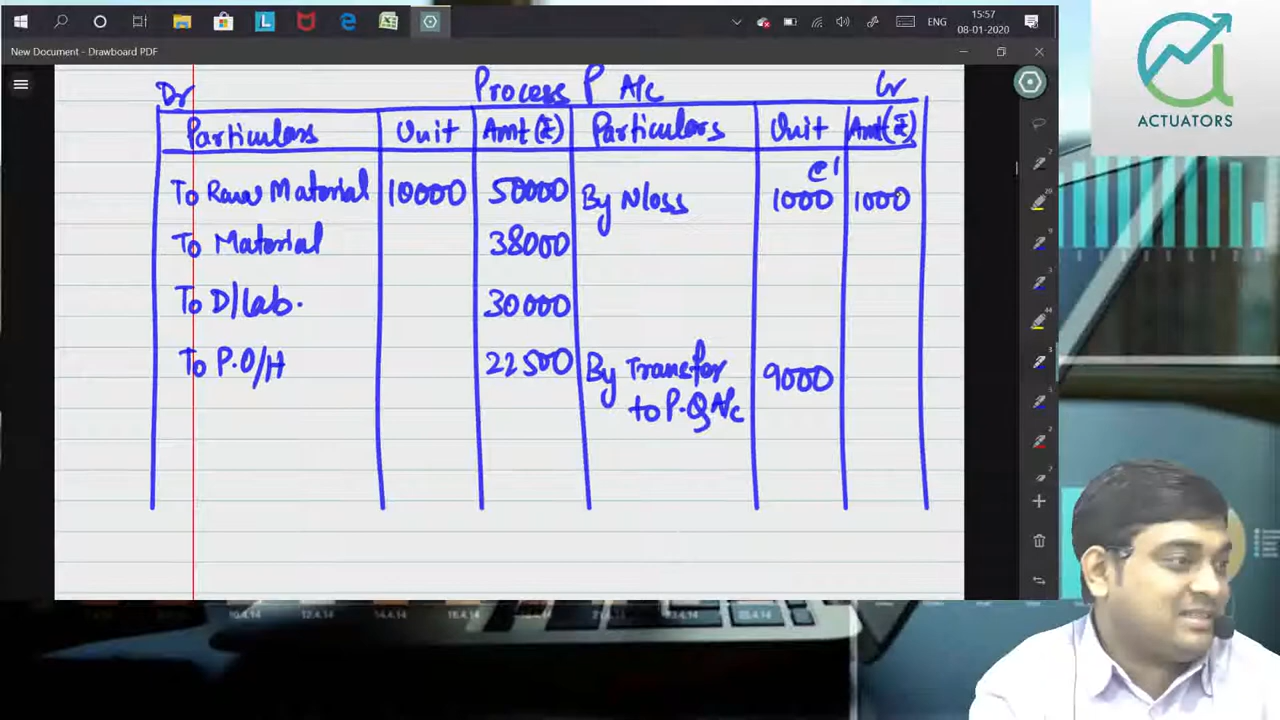 15:57
ENG
08-01-2020
New Document - Drawboard PDF
ACTUATORS
Dr Process P A/c Cr
Particulars Unit Amt (₹) Particulars Unit Amt (₹)
@1
To Raw Material 10000 50000 By N/loss 1000 1000
To Material 38000
To D/Lab. 30000
To P.O/H 22500 By Transfer 9000
to P.Q A/c